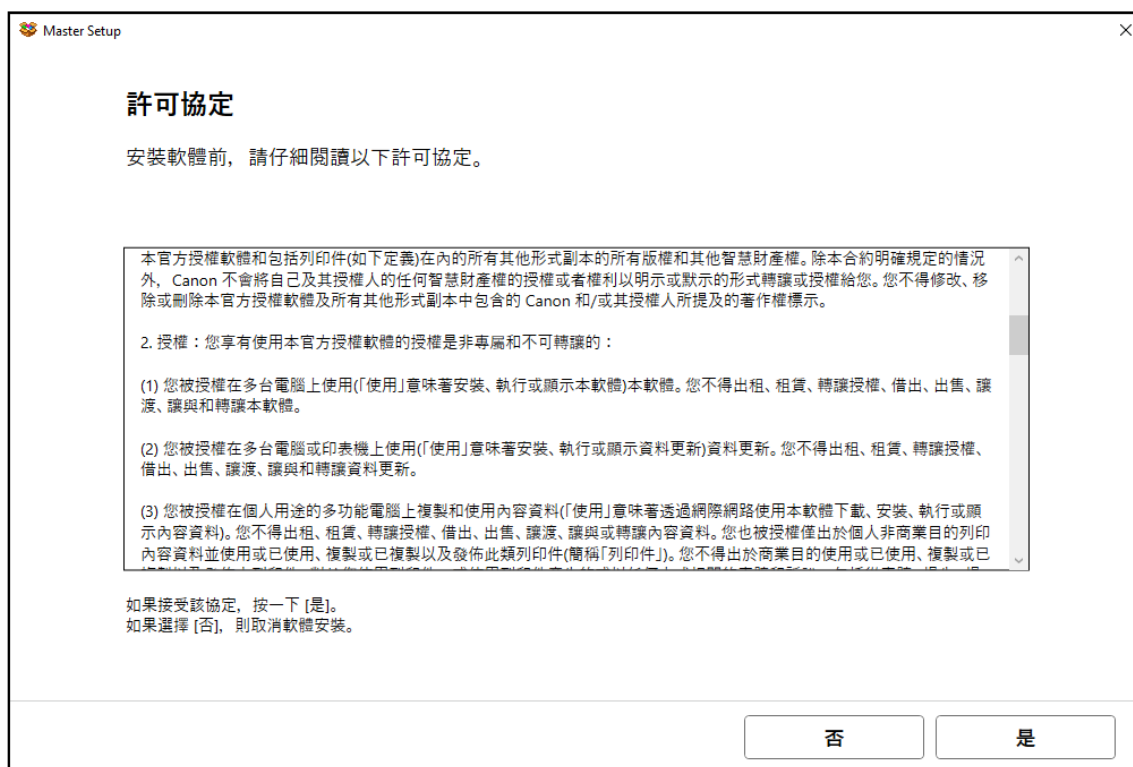 Master Setup
許可協定
安裝軟體前，請仔細閱讀以下許可協定。
本官方授權軟體和包括列印件(如下定義)在內的所有其他形式副本的所有版權和其他智慧財產權。除本合約明確規定的情況
外，Canon 不會將自己及其授權人的任何智慧財產權的授權或者權利以明示或默示的形式轉讓或授權給您。您不得修改、移
除或刪除本官方授權軟體及所有其他形式副本中包含的 Canon 和/或其授權人所提及的著作權標示。
2. 授權：您享有使用本官方授權軟體的授權是非專屬和不可轉讓的：
(1) 您被授權在多台電腦上使用(「使用」意味著安裝、執行或顯示本軟體)本軟體。您不得出租、租賃、轉讓授權、借出、出售、讓
渡、讓與和轉讓本軟體。
(2) 您被授權在多台電腦或印表機上使用(「使用」意味著安裝、執行或顯示資料更新)資料更新。您不得出租、租賃、轉讓授權、
借出、出售、讓渡、讓與和轉讓資料更新。
(3) 您被授權在個人用途的多功能電腦上複製和使用內容資料(「使用」意味著透過網際網路使用本軟體下載、安裝、執行或顯
示內容資料)。您不得出租、租賃、轉讓授權、借出、出售、讓渡、讓與或轉讓內容資料。您也被授權僅出於個人非商業目的列印
內容資料並使用或已使用、複製或已複製以及發佈此類列印件(簡稱「列印件」)。您不得出於商業目的使用或已使用、複製或已
如果接受該協定，按一下 [是]。
如果選擇 [否]，則取消軟體安裝。
否
是